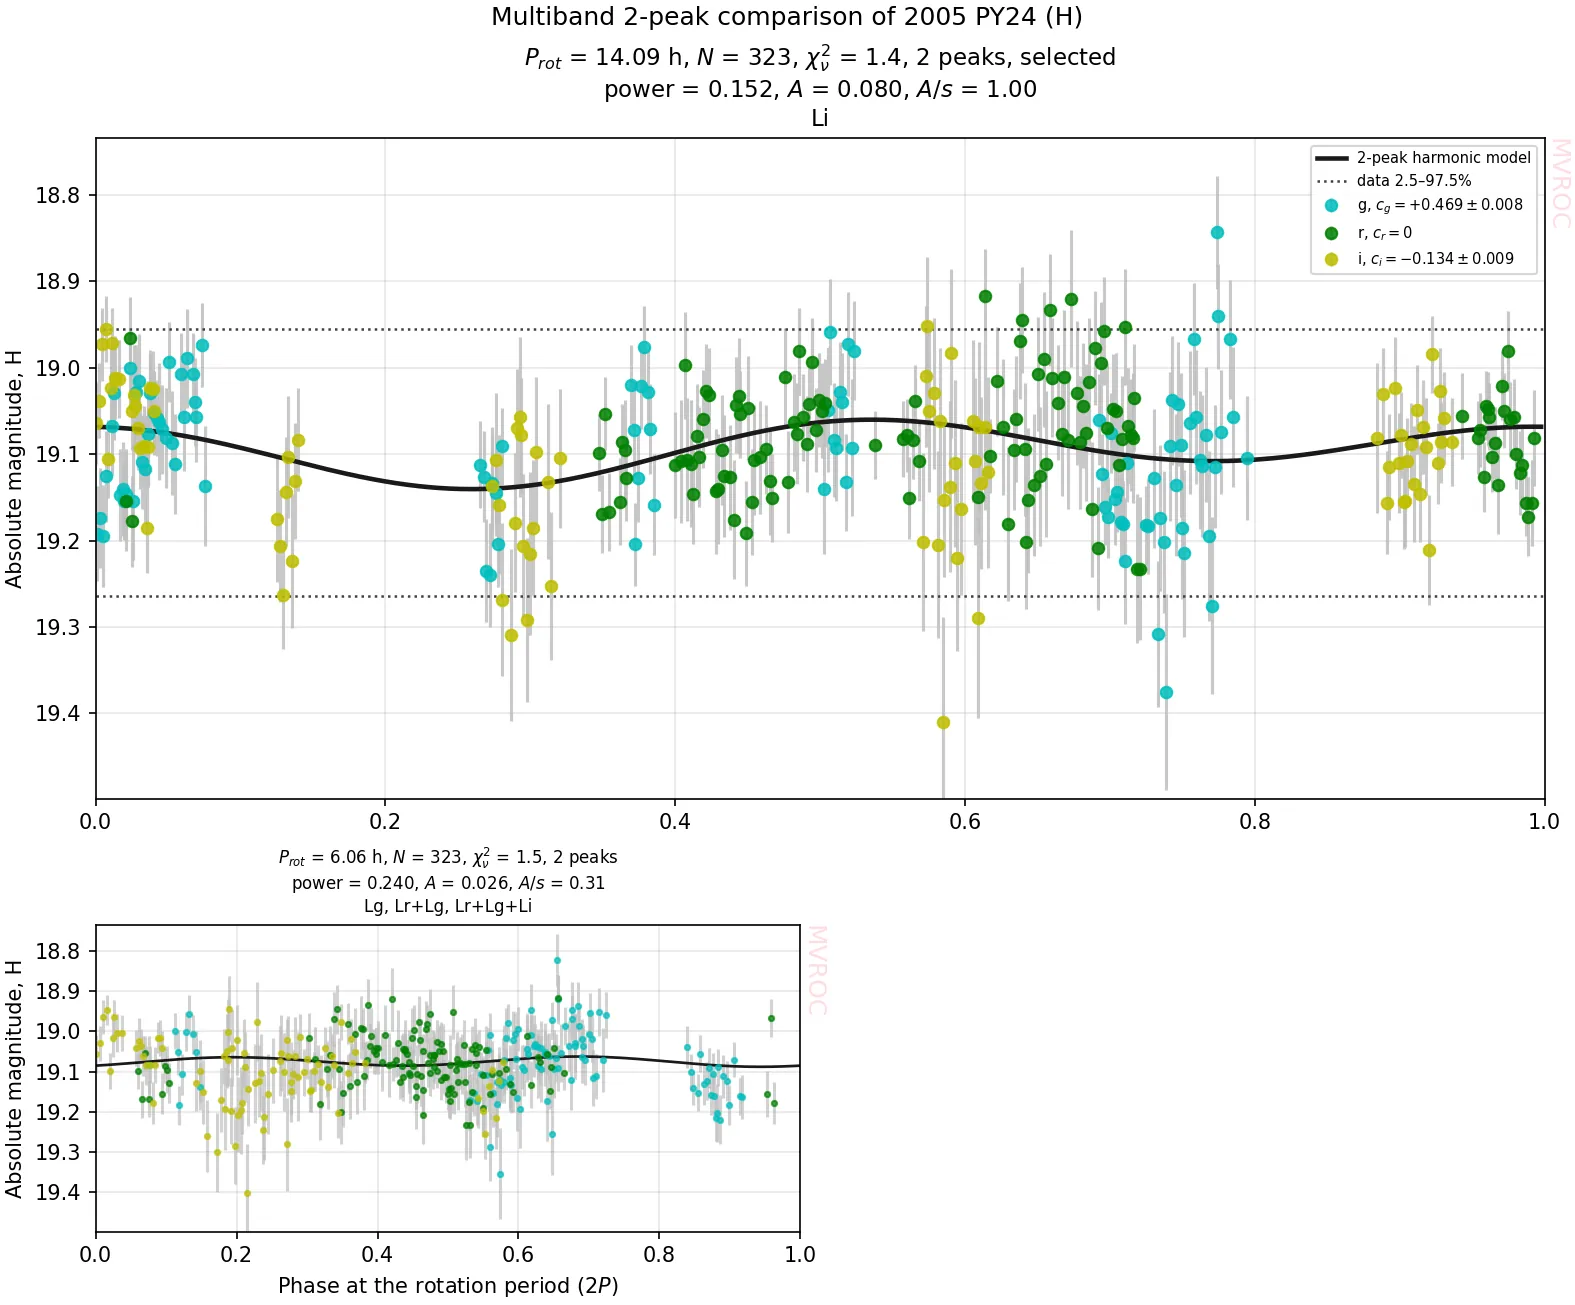 Multiband 2-peak comparison of 2005 PY24 (H)
P_rot = 14.09 h, N = 323, χ²_ν = 1.4, 2 peaks, selected
power = 0.152, A = 0.080, A/s = 1.00
Li
MVROC
2-peak harmonic model
data 2.5–97.5%
g, c_g = +0.469 ± 0.008
r, c_r = 0
i, c_i = −0.134 ± 0.009
Absolute magnitude, H
18.8
18.9
19.0
19.1
19.2
19.3
19.4
0.0 0.2 0.4 0.6 0.8 1.0
P_rot = 6.06 h, N = 323, χ²_ν = 1.5, 2 peaks
power = 0.240, A = 0.026, A/s = 0.31
Lg, Lr+Lg, Lr+Lg+Li
MVROC
Absolute magnitude, H
18.8
18.9
19.0
19.1
19.2
19.3
19.4
0.0 0.2 0.4 0.6 0.8 1.0
Phase at the rotation period (2P)